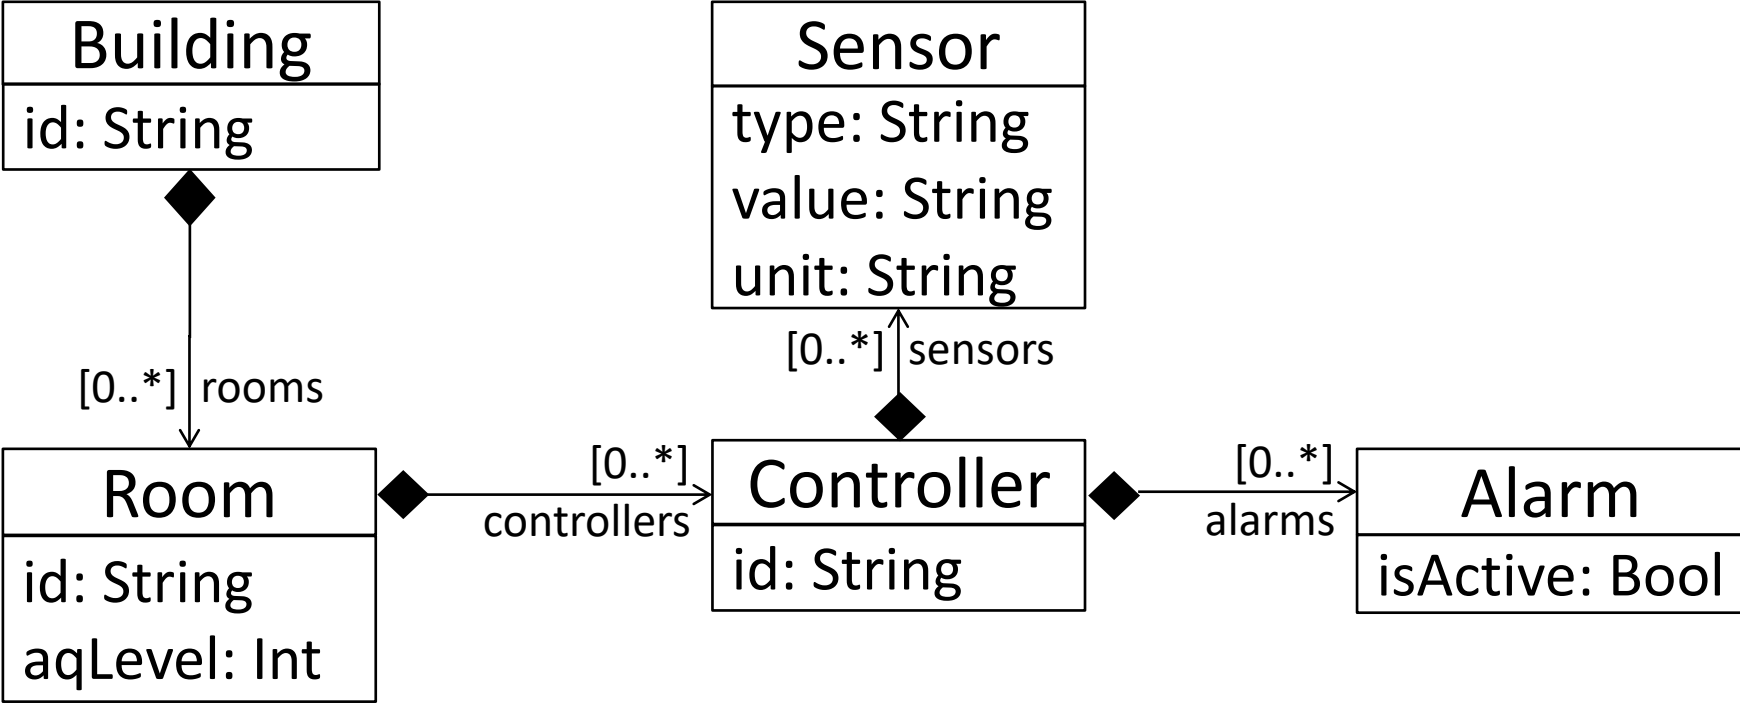 Building
id: String
Sensor
type: String
value: String
unit: String
[0..*] rooms
[0..*] sensors
Room
id: String
aqLevel: Int
[0..*]
controllers
Controller
id: String
[0..*]
alarms
Alarm
isActive: Bool